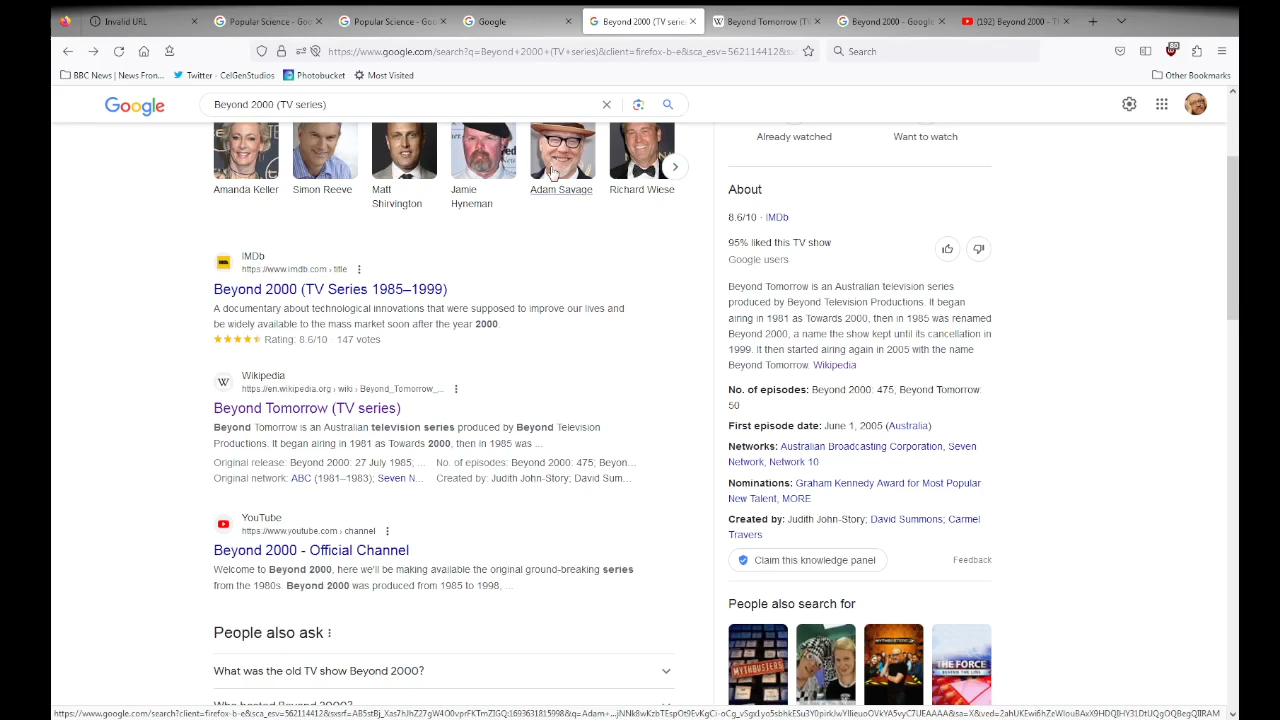 Invalid URL
Popular Science - Goo
Popular Science - Goo
Google
Beyond 2000 (TV serie
Beyond Tomorrow (TV
Beyond 2000 - Google
(192) Beyond 2000 - Th
Search
80
BBC News | News Fron...
Twitter - CelGenStudios
Photobucket
Most Visited
Other Bookmarks
Google
Beyond 2000 (TV series)
Amanda Keller
Simon Reeve
Matt
Shirvington
Jamie
Hyneman
Adam Savage
Richard Wiese
IMDb
https://www.imdb.com › title
Beyond 2000 (TV Series 1985–1999)
A documentary about technological innovations that were supposed to improve our lives and
be widely available to the mass market soon after the year 2000.
Rating: 8.6/10 · 147 votes
Wikipedia
https://en.wikipedia.org › wiki › Beyond_Tomorrow_...
Beyond Tomorrow (TV series)
Beyond Tomorrow is an Australian television series produced by Beyond Television
Productions. It began airing in 1981 as Towards 2000, then in 1985 was ...
Original release: Beyond 2000: 27 July 1985; ... No. of episodes: Beyond 2000: 475; Beyon...
Original network: ABC (1981–1983); Seven N... Created by: Judith John-Story; David Sum...
YouTube
https://www.youtube.com › channel
Beyond 2000 - Official Channel
Welcome to Beyond 2000, here we'll be making available the original ground-breaking series
from the 1980s. Beyond 2000 was produced from 1985 to 1998, ...
People also ask
What was the old TV show Beyond 2000?
Who hosted Beyond 2000?
Already watched
Want to watch
About
8.6/10 · IMDb
95% liked this TV show
Google users
Beyond Tomorrow is an Australian television series
produced by Beyond Television Productions. It began
airing in 1981 as Towards 2000, then in 1985 was renamed
Beyond 2000, a name the show kept until its cancellation in
1999. It then started airing again in 2005 with the name
Beyond Tomorrow. Wikipedia
No. of episodes: Beyond 2000: 475; Beyond Tomorrow:
50
First episode date: June 1, 2005 (Australia)
Networks: Australian Broadcasting Corporation, Seven
Network, Network 10
Nominations: Graham Kennedy Award for Most Popular
New Talent, MORE
Created by: Judith John-Story; David Summons; Carmel
Travers
Claim this knowledge panel
Feedback
People also search for
MYTHBUSTERS
THE FORCE